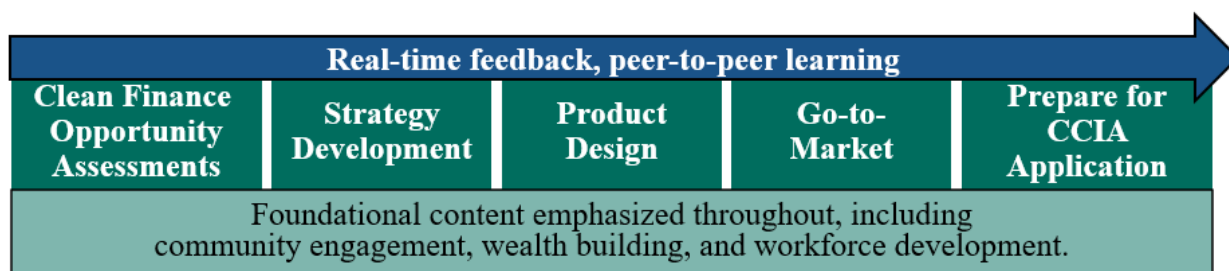 Real-time feedback, peer-to-peer learning
Clean Finance
Opportunity
Assessments
Strategy
Development
Product
Design
Go-to-
Market
Prepare for
CCIA
Application
Foundational content emphasized throughout, including
community engagement, wealth building, and workforce development.